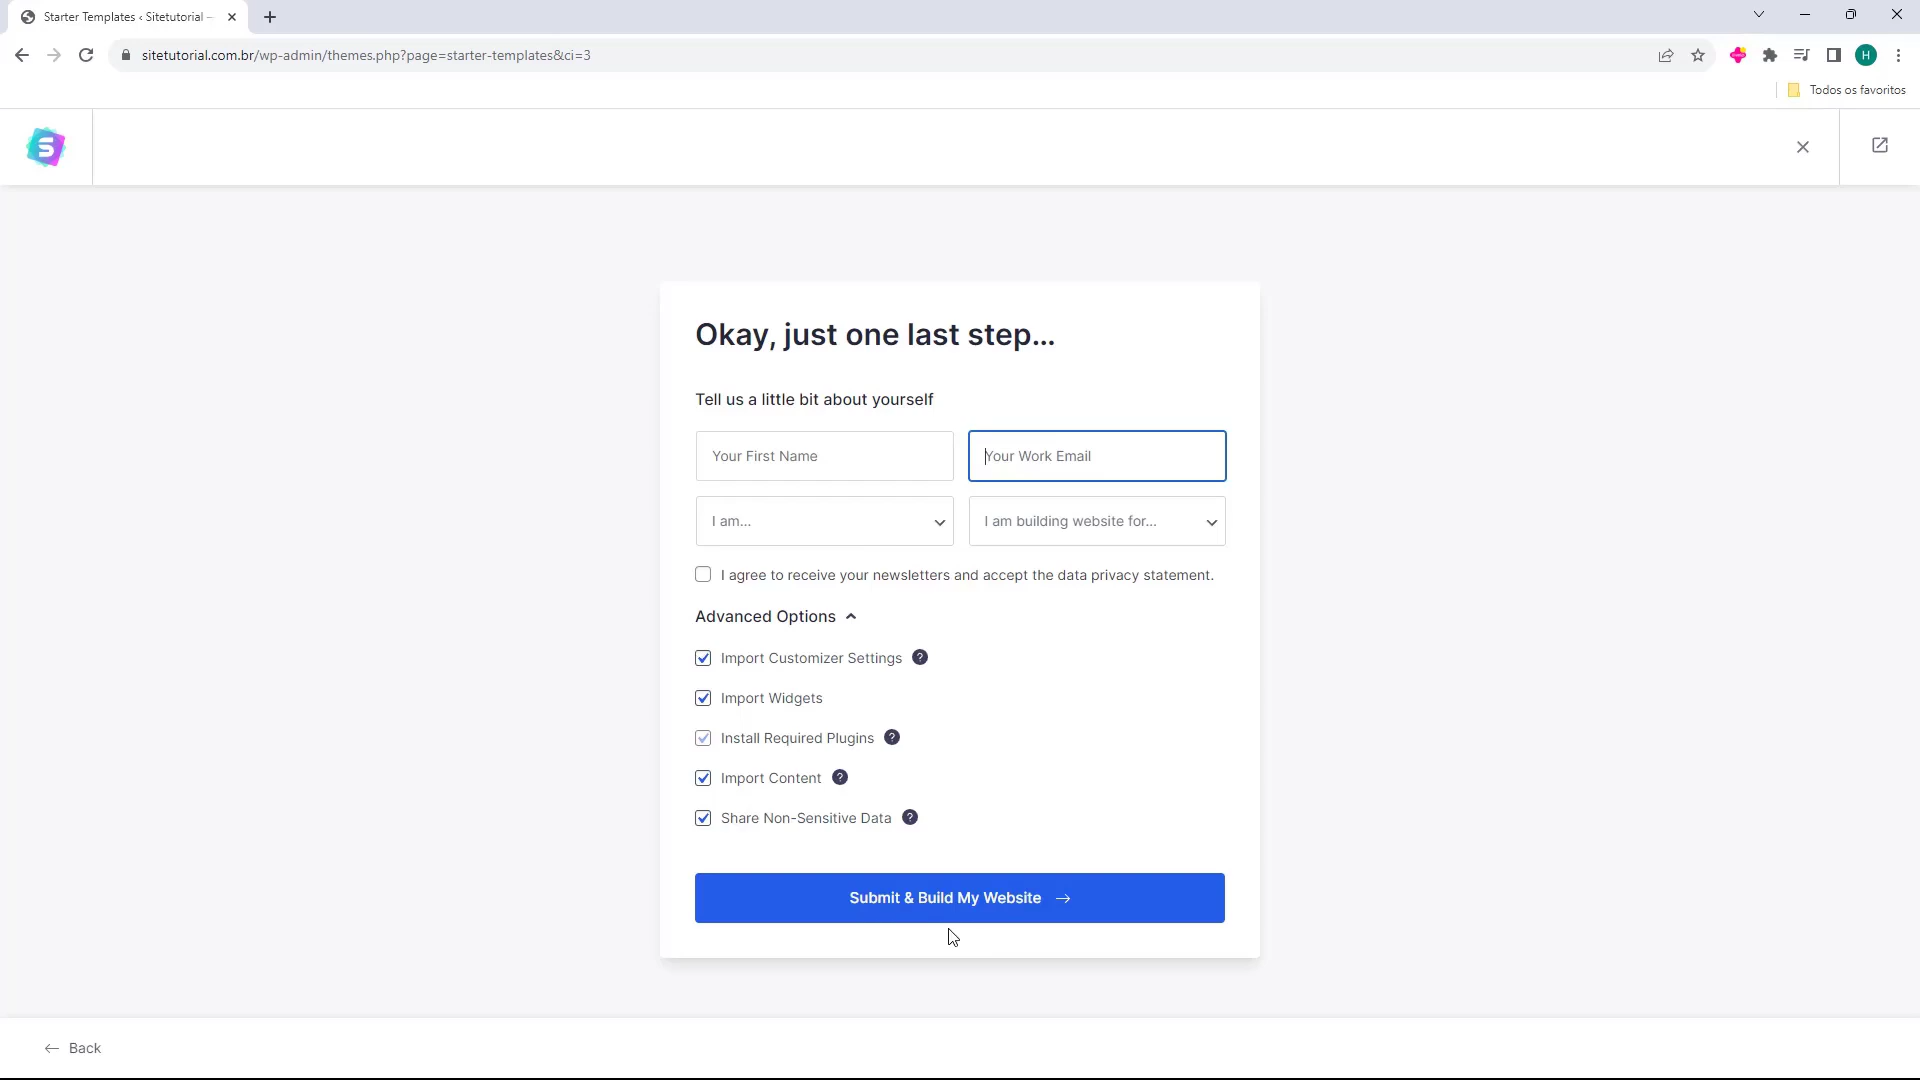 Starter Templates ‹ Sitetutorial –
sitetutorial.com.br/wp-admin/themes.php?page=starter-templates&ci=3
H
Todos os favoritos
S
Okay, just one last step...
Tell us a little bit about yourself
Your First Name
Your Work Email
I am...
I am building website for...
I agree to receive your newsletters and accept the data privacy statement.
Advanced Options
Import Customizer Settings ?
Import Widgets
Install Required Plugins ?
Import Content ?
Share Non-Sensitive Data ?
Submit & Build My Website →
← Back